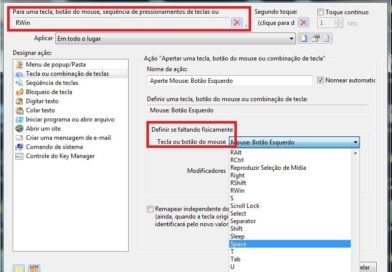 Para uma tecla, botão do mouse, sequência de pressionamentos de teclas ou
Segundo toque:
Toque contínuo
RWin
(clique para d
1
Aplicar
Em todo o lugar
Designar ação:
Menu de popup/Pasta
Tecla ou combinação de teclas
Seqüência de teclas
Bloqueio de tecla
Digitar texto
Colar texto
Iniciar programa ou abrir arquivo
Abrir um site
Criar uma mensagem de e-mail
Comando de sistema
Controle do Key Manager
Ação "Apertar uma tecla, botão do mouse ou combinação de tecla"
Nome da ação:
Aperte Mouse: Botão Esquerdo
Nomear automatic
Definir uma tecla, botão do mouse ou combinação de tecla:
Mouse: Botão Esquerdo
Definir se faltando fisicamente
Tecla ou botão do mouse
Mouse: Botão Esquerdo
Modificadores
RAlt
RCtrl
Reproduzir Seleção de Mídia
Right
RShift
RWin
S
Scroll Lock
Select
Separator
Shift
Sleep
Space
T
Tab
U
Remapear independente do
(ainda, quando a tecla origin
identificará pelo novo valor
elar